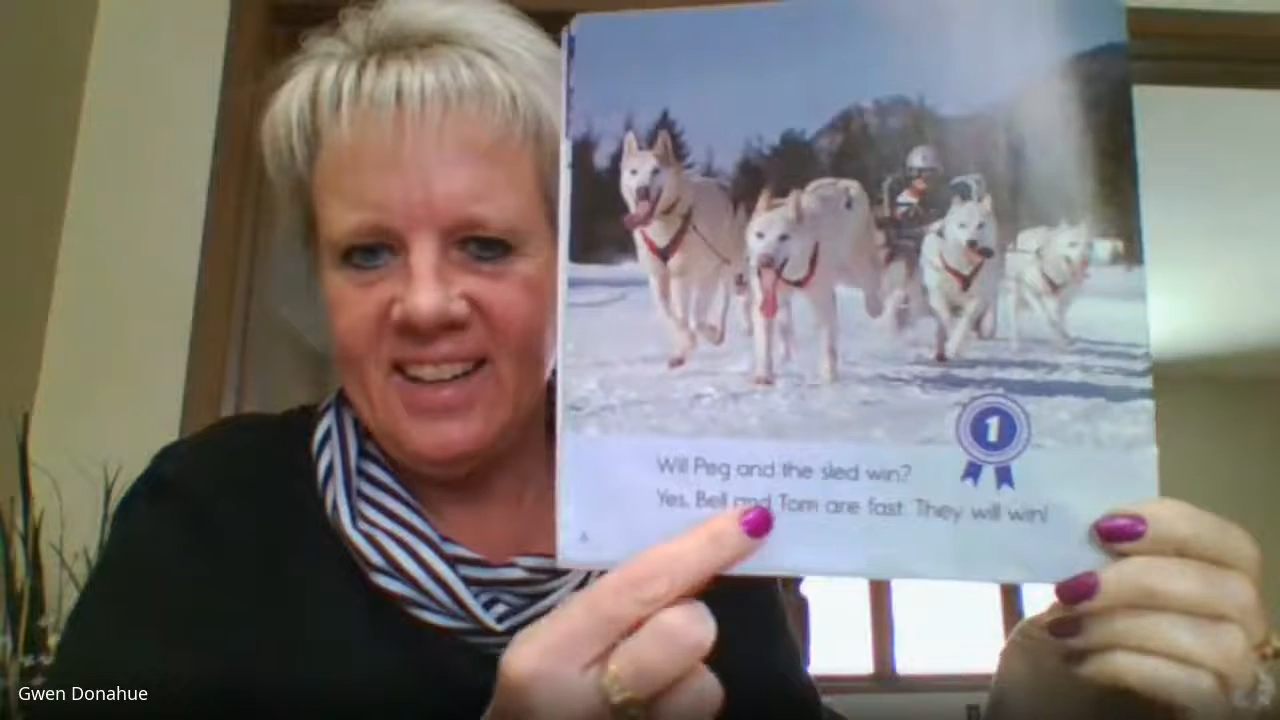 1
Will Peg and the sled win?
Yes. Bell and Tom are fast. They will win!
Gwen Donahue